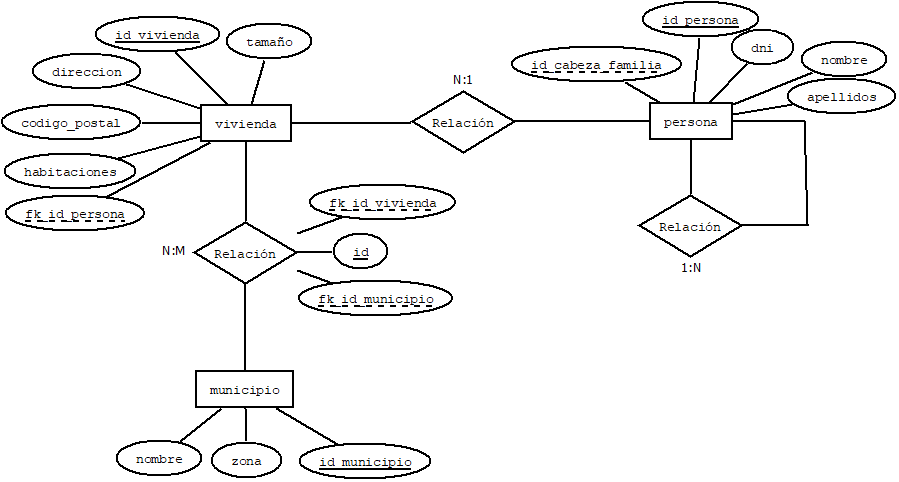 id_persona
id_vivienda
tamaño
dni
nombre
direccion
id_cabeza_familia
N:1
apellidos
codigo_postal
vivienda
Relación
persona
habitaciones
fk_id_vivienda
fk_id_persona
Relación
N:M
Relación
id
1:N
fk_id_municipio
municipio
nombre
zona
id_municipio